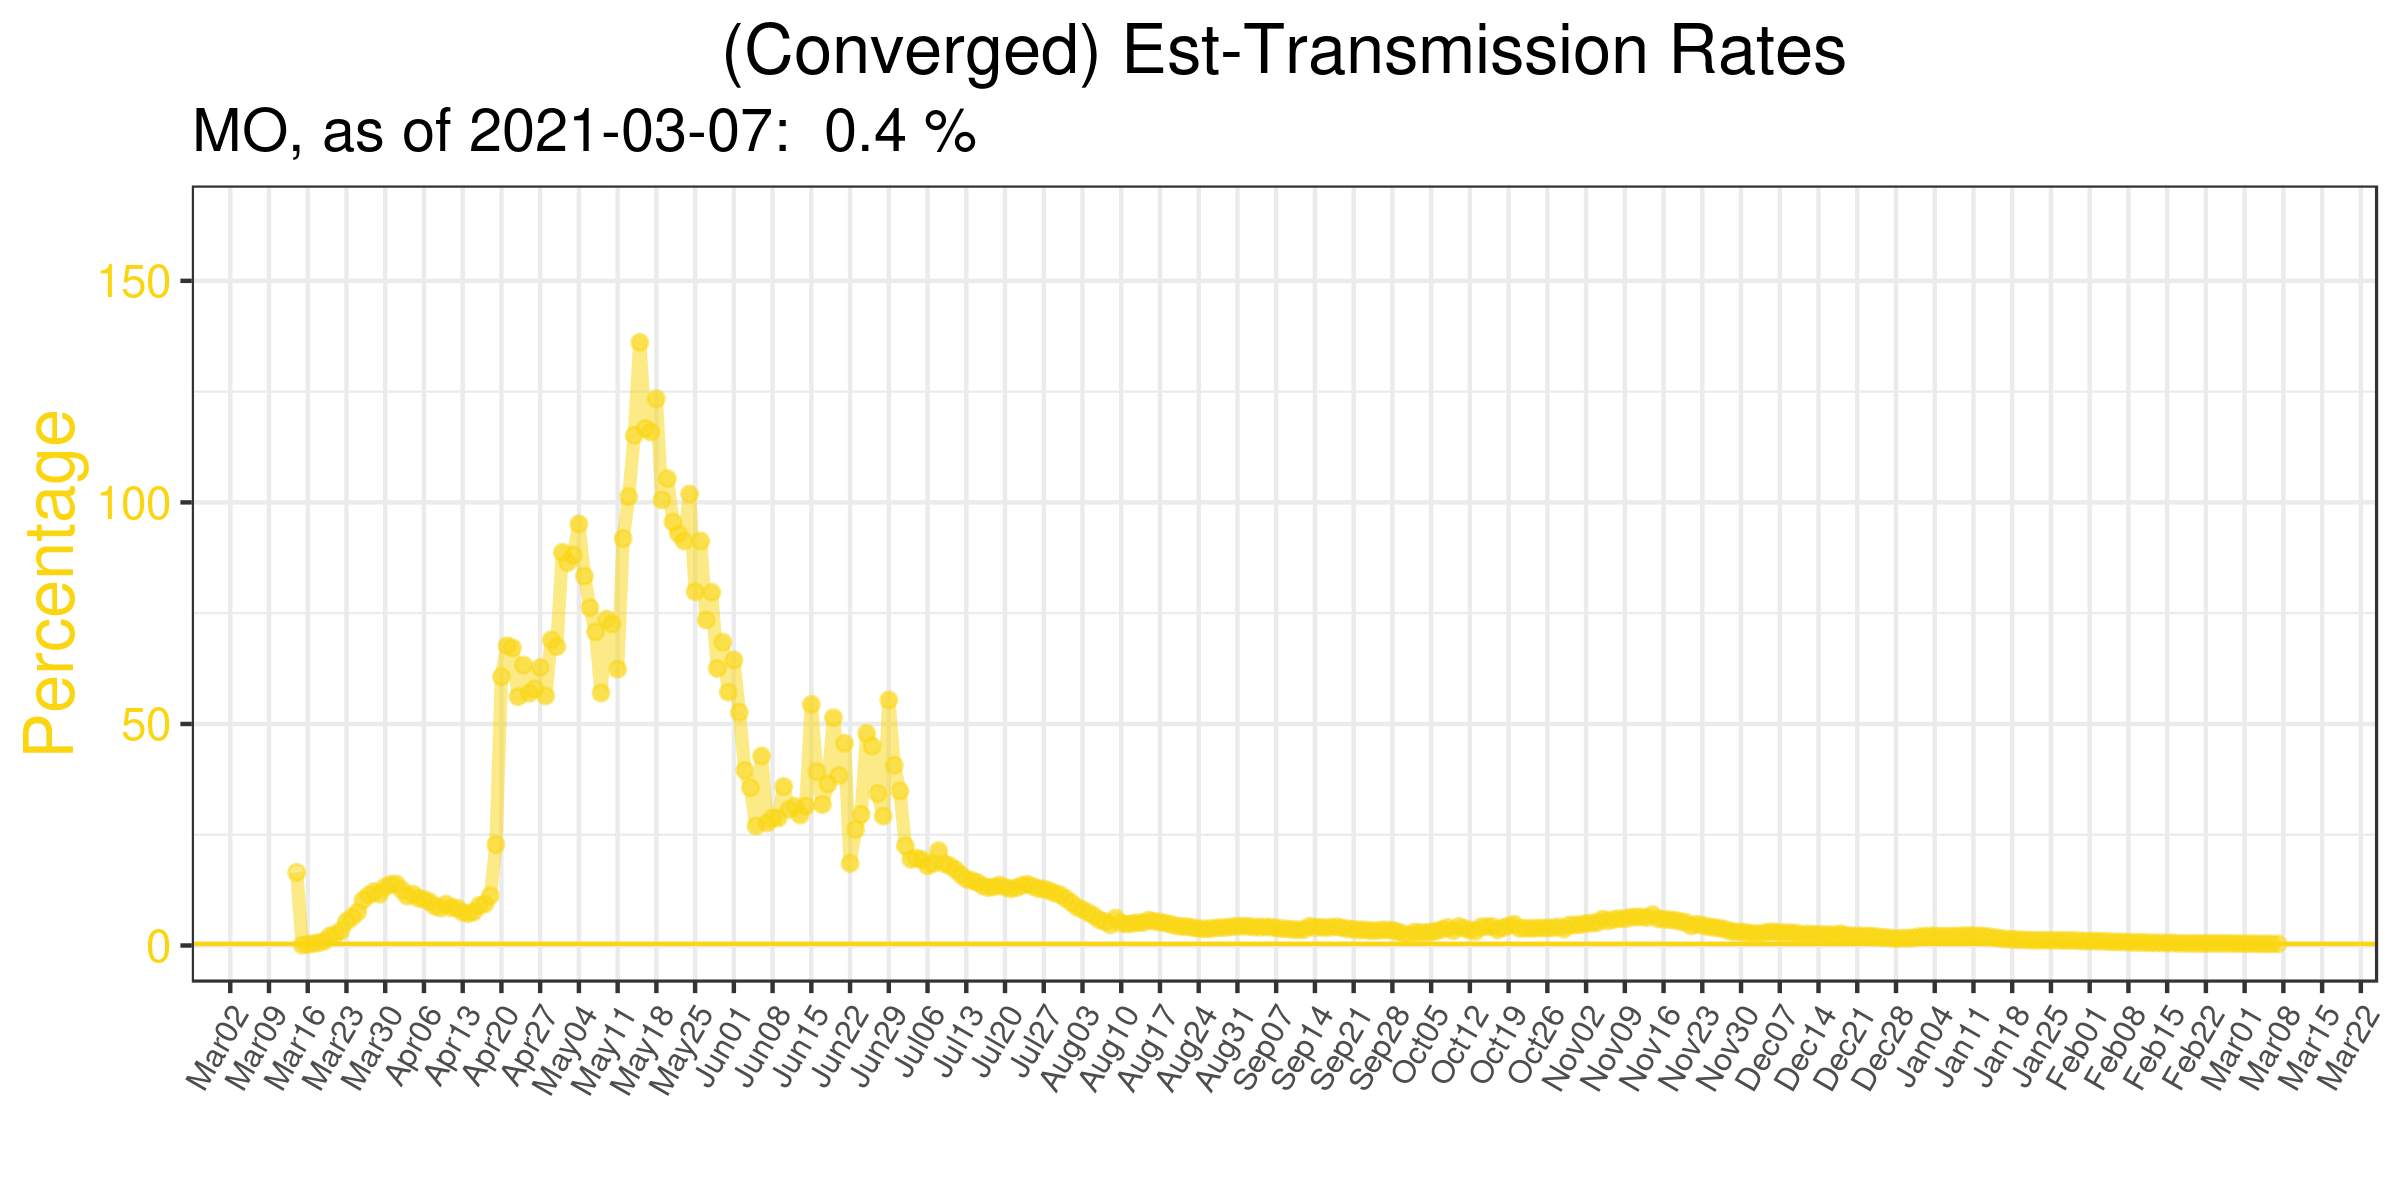 (Converged) Est-Transmission Rates
MO, as of 2021-03-07:  0.4 %
Percentage
150
100
50
0
Mar02
Mar09
Mar16
Mar23
Mar30
Apr06
Apr13
Apr20
Apr27
May04
May11
May18
May25
Jun01
Jun08
Jun15
Jun22
Jun29
Jul06
Jul13
Jul20
Jul27
Aug03
Aug10
Aug17
Aug24
Aug31
Sep07
Sep14
Sep21
Sep28
Oct05
Oct12
Oct19
Oct26
Nov02
Nov09
Nov16
Nov23
Nov30
Dec07
Dec14
Dec21
Dec28
Jan04
Jan11
Jan18
Jan25
Feb01
Feb08
Feb15
Feb22
Mar01
Mar08
Mar15
Mar22